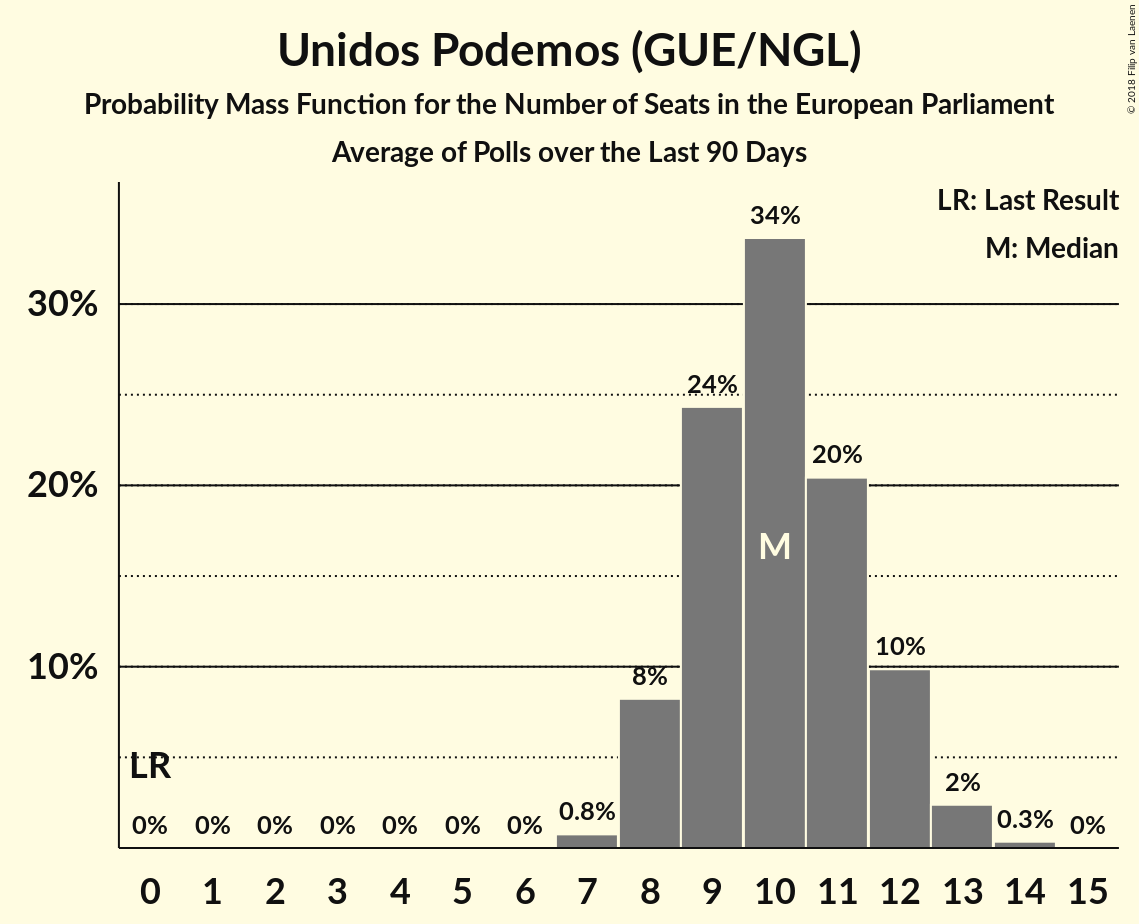 Unidos Podemos (GUE/NGL)
Probability Mass Function for the Number of Seats in the European Parliament
Average of Polls over the Last 90 Days
© 2018 Filip van Laenen
LR: Last Result
M: Median
34%
30%
24%
20%
20%
M
10%
10%
8%
LR
2%
0% 0% 0% 0% 0% 0% 0% 0.8% 0.3% 0%
0 1 2 3 4 5 6 7 8 9 10 11 12 13 14 15